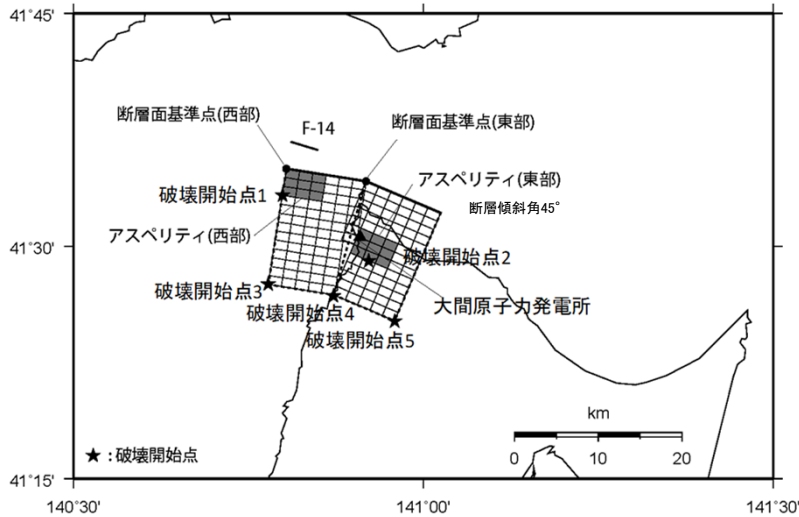 41°45'
断層面基準点(西部)
F-14
断層面基準点(東部)
アスペリティ(東部)
破壊開始点1
断層傾斜角45°
アスペリティ(西部)
41°30'
破壊開始点2
破壊開始点3
大間原子力発電所
破壊開始点4
破壊開始点5
km
★:破壊開始点
0 10 20
41°15'
140°30' 141°00' 141°30'